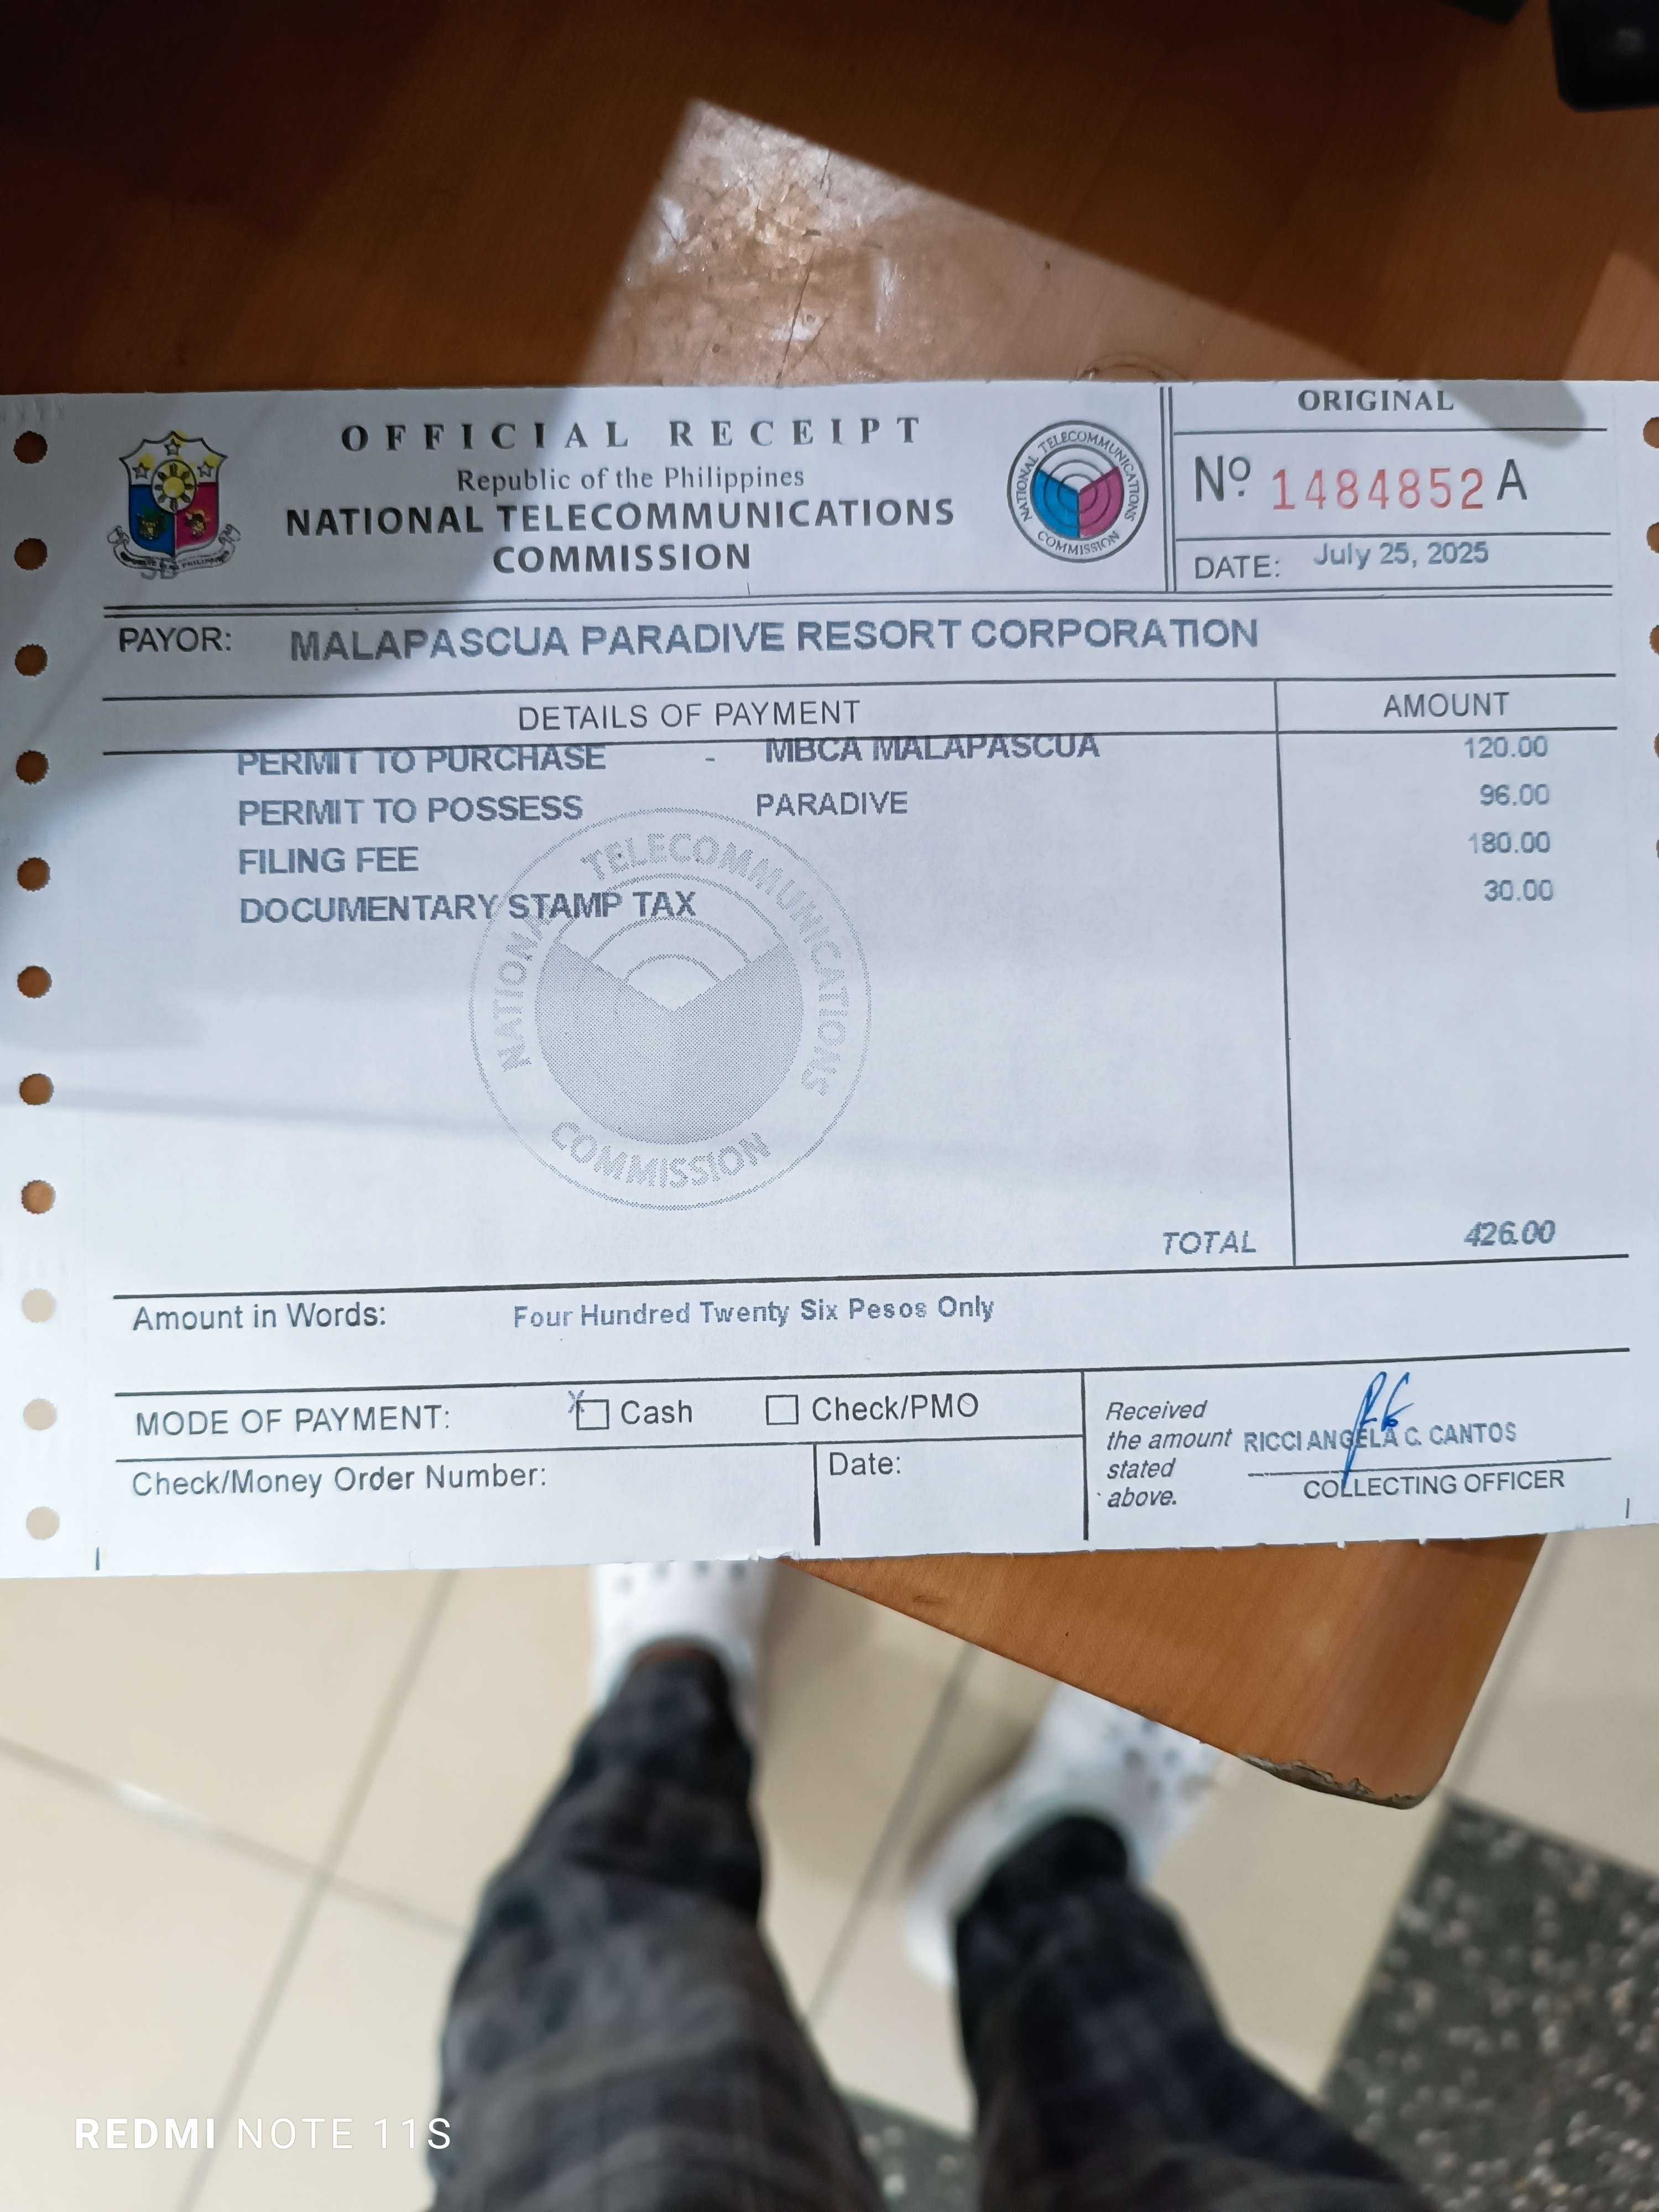 OFFICIAL RECEIPT
Republic of the Philippines
NATIONAL TELECOMMUNICATIONS
COMMISSION
NATIONAL TELECOMMUNICATIONS COMMISSION
ORIGINAL
Nº 1484852 A
DATE: July 25, 2025
PAYOR: MALAPASCUA PARADIVE RESORT CORPORATION
DETAILS OF PAYMENT AMOUNT
PERMIT TO PURCHASE - MBCA MALAPASCUA 120.00
PERMIT TO POSSESS PARADIVE 96.00
FILING FEE 180.00
DOCUMENTARY STAMP TAX 30.00
NATIONAL TELECOMMUNICATIONS COMMISSION
TOTAL 426.00
Amount in Words: Four Hundred Twenty Six Pesos Only
MODE OF PAYMENT: X Cash Check/PMO
Check/Money Order Number: Date:
Received
the amount RICCI ANGELA C. CANTOS
stated
above. COLLECTING OFFICER
REDMI NOTE 11S